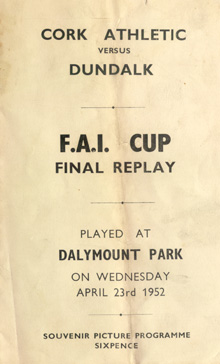 CORK ATHLETIC
VERSUS
DUNDALK
F.A.I. CUP
FINAL REPLAY
PLAYED AT
DALYMOUNT PARK
ON WEDNESDAY
APRIL 23rd 1952
SOUVENIR PICTURE PROGRAMME
SIXPENCE